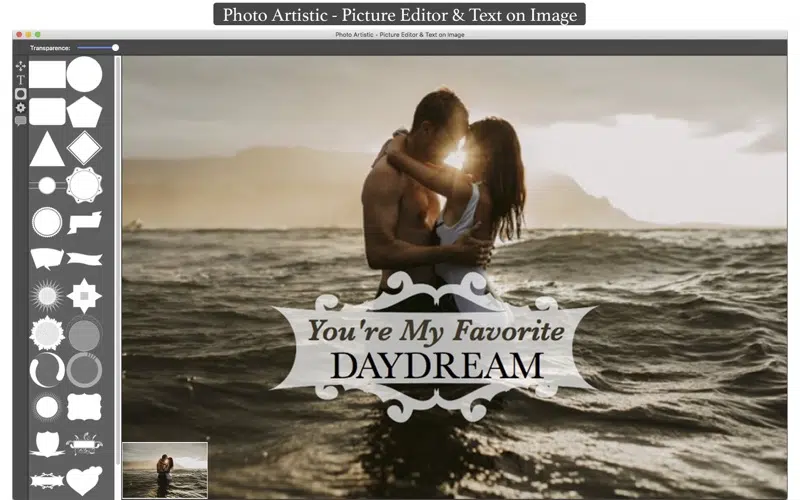 Photo Artistic - Picture Editor & Text on Image
Photo Artistic - Picture Editor & Text on Image
Transparence:
T
You're My Favorite
DAYDREAM